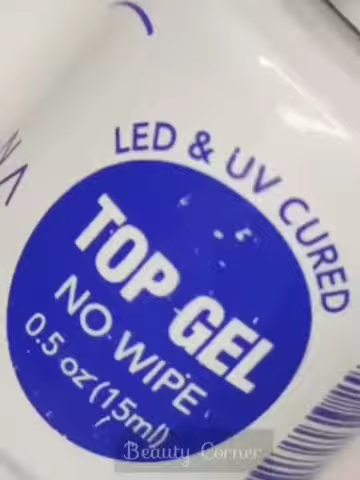 LED & UV CURED
TOP GEL
NO WIPE
0.5 oz (15ml)
Beauty Corner